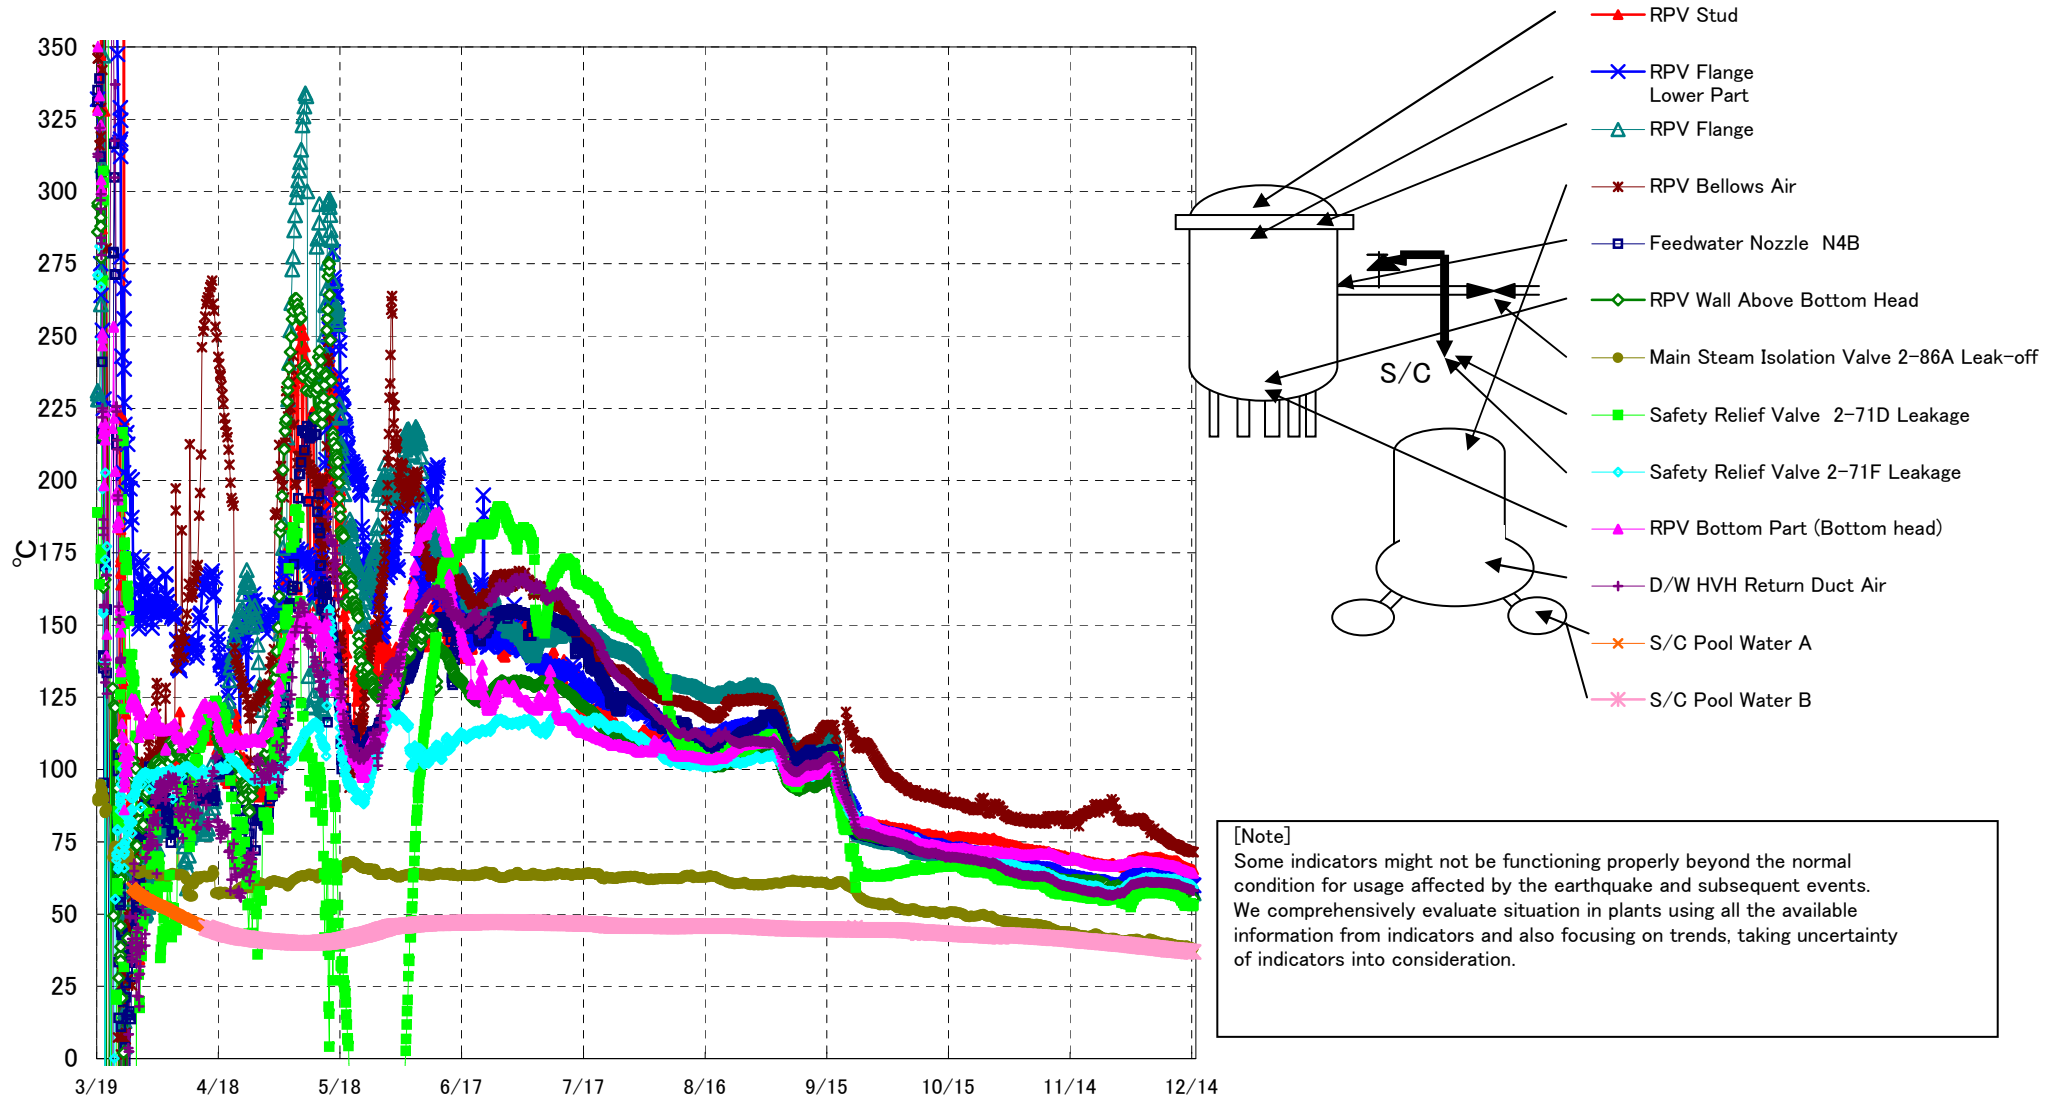 350
325
300
275
250
225
200
175
150
125
100
75
50
25
0
℃
3/19 4/18 5/18 6/17 7/17 8/16 9/15 10/15 11/14 12/14
RPV Stud
RPV Flange
Lower Part
RPV Flange
RPV Bellows Air
Feedwater Nozzle N4B
RPV Wall Above Bottom Head
Main Steam Isolation Valve 2-86A Leak-off
Safety Relief Valve 2-71D Leakage
Safety Relief Valve 2-71F Leakage
RPV Bottom Part (Bottom head)
D/W HVH Return Duct Air
S/C Pool Water A
S/C Pool Water B
S/C
[Note]
Some indicators might not be functioning properly beyond the normal
condition for usage affected by the earthquake and subsequent events.
We comprehensively evaluate situation in plants using all the available
information from indicators and also focusing on trends, taking uncertainty
of indicators into consideration.